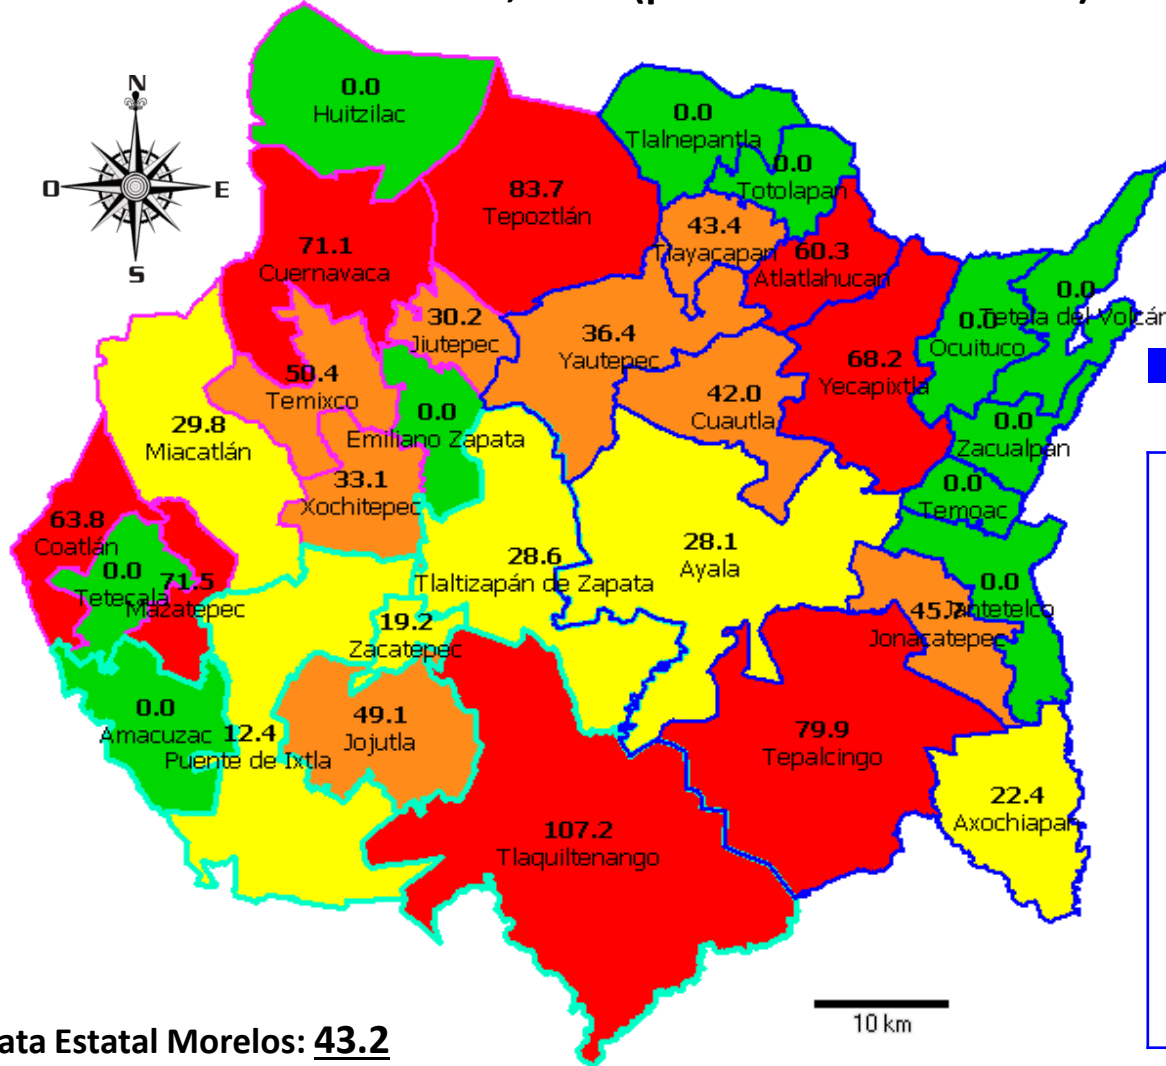 N
O
E
S
0.0
Huitzilac
0.0
Tlalnepantla
0.0
Totolapan
83.7
Tepoztlán
43.4
Tlayacapan
60.3
Atlatlahucan
71.1
Cuernavaca
0.0
Tetela del Volcán
0.0
Ocuituco
30.2
Jiutepec
36.4
Yautepec
68.2
Yecapixtla
50.4
Temixco
42.0
Cuautla
0.0
Emiliano Zapata
29.8
Miacatlán
0.0
Zacualpan
33.1
Xochitepec
0.0
Temoac
63.8
Coatlán
28.6
Tlaltizapán de Zapata
28.1
Ayala
0.0
Tetecala
71.5
Mazatepec
0.0
Jantetelco
45.7
Jonacatepec
19.2
Zacatepec
0.0
Amacuzac
12.4
Puente de Ixtla
49.1
Jojutla
79.9
Tepalcingo
22.4
Axochiapan
107.2
Tlaquiltenango
10 km
ata Estatal Morelos: 43.2